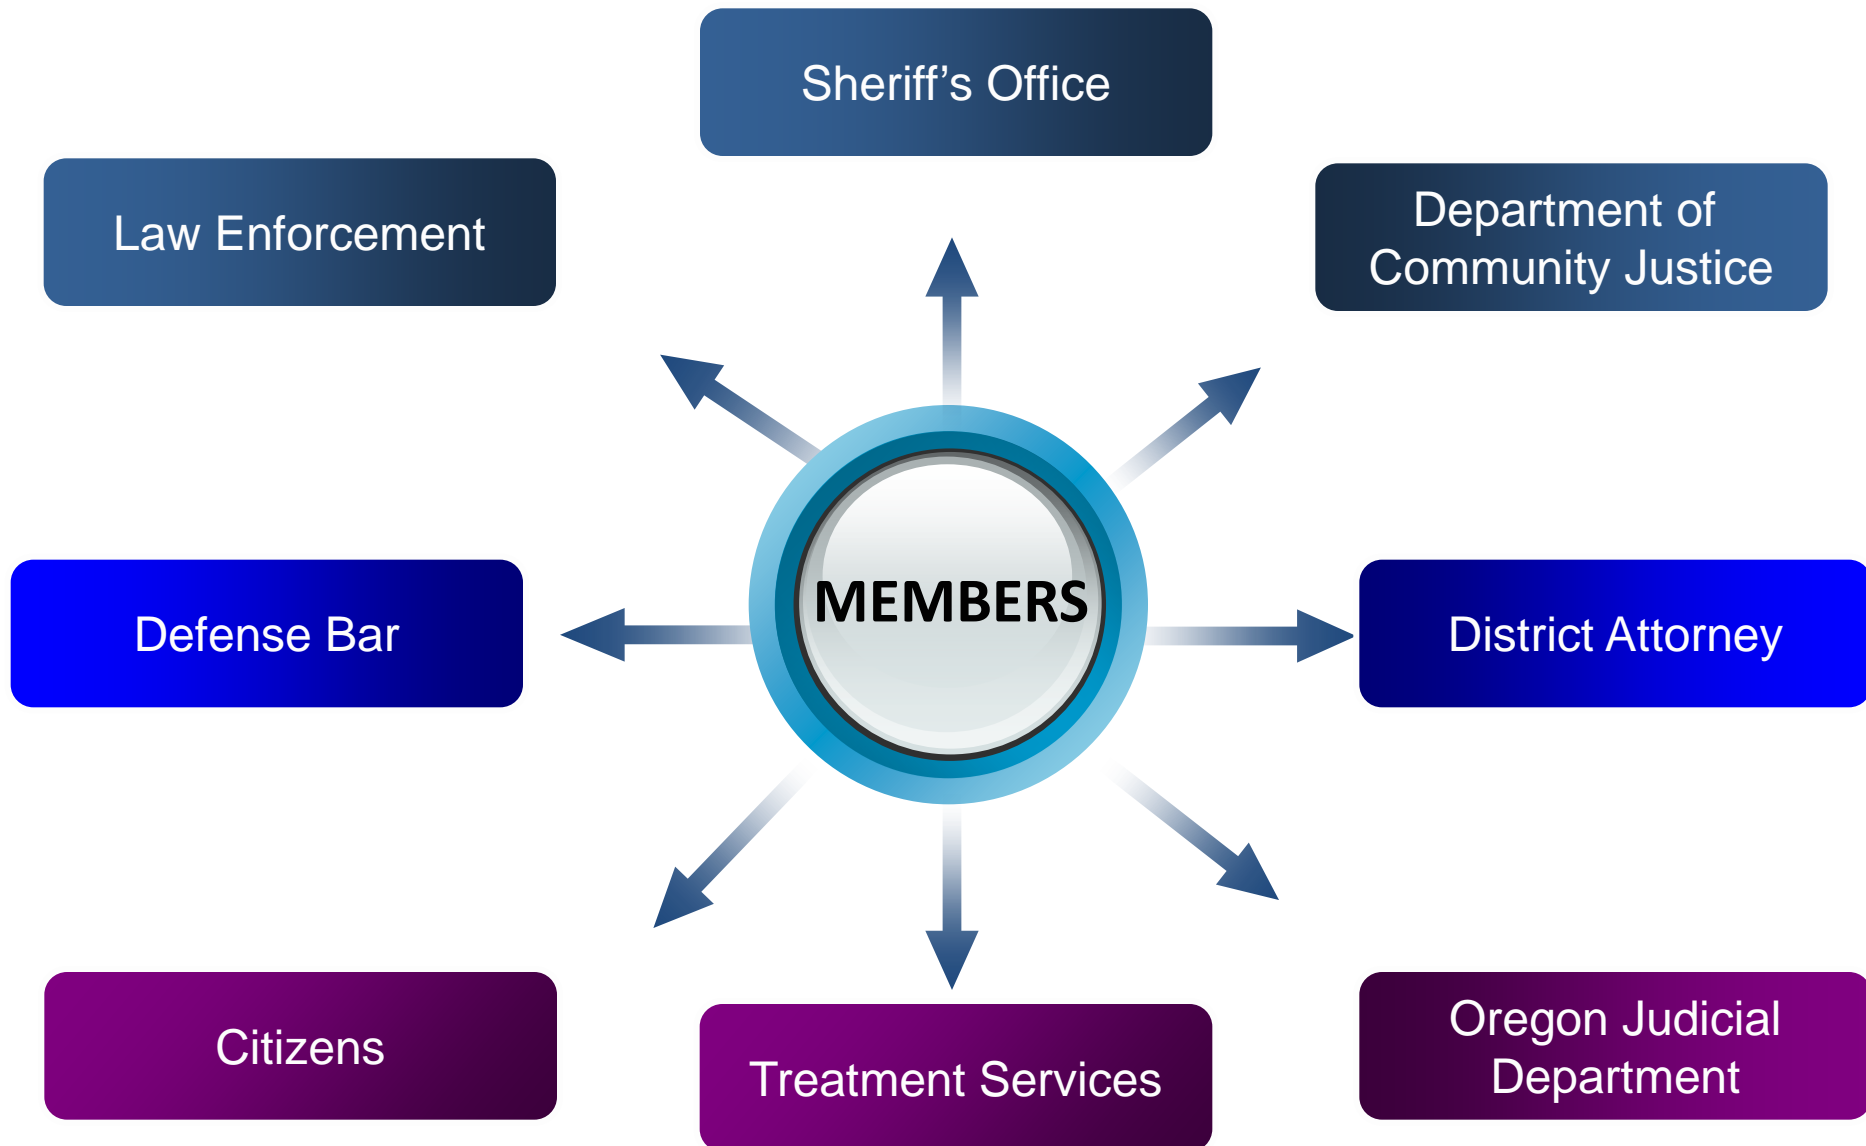 Sheriff’s Office
Law Enforcement
Department of
Community Justice
MEMBERS
Defense Bar
District Attorney
Citizens
Treatment Services
Oregon Judicial
Department